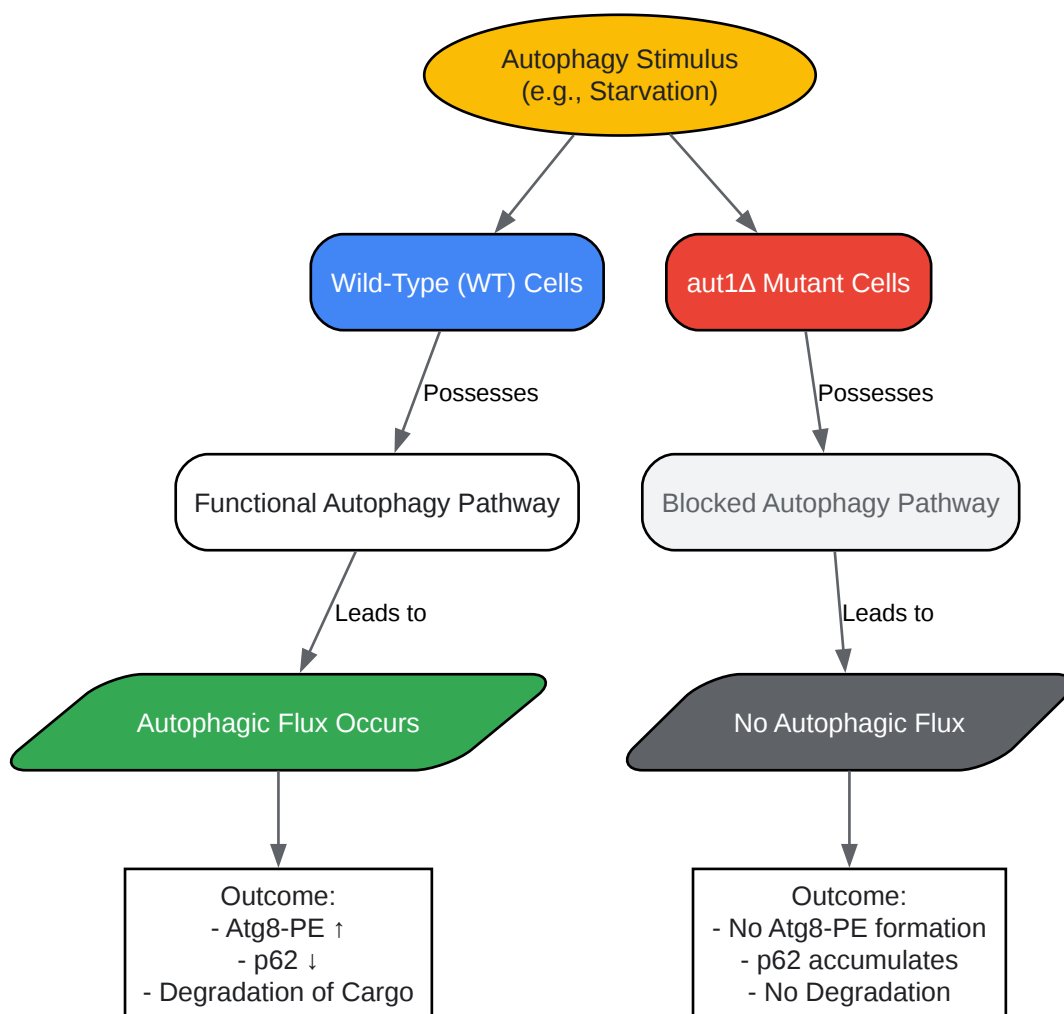 Autophagy Stimulus
(e.g., Starvation)
Wild-Type (WT) Cells
aut1Δ Mutant Cells
Possesses
Possesses
Functional Autophagy Pathway
Blocked Autophagy Pathway
Leads to
Leads to
Autophagic Flux Occurs
No Autophagic Flux
Outcome:
- Atg8-PE ↑
- p62 ↓
- Degradation of Cargo
Outcome:
- No Atg8-PE formation
- p62 accumulates
- No Degradation